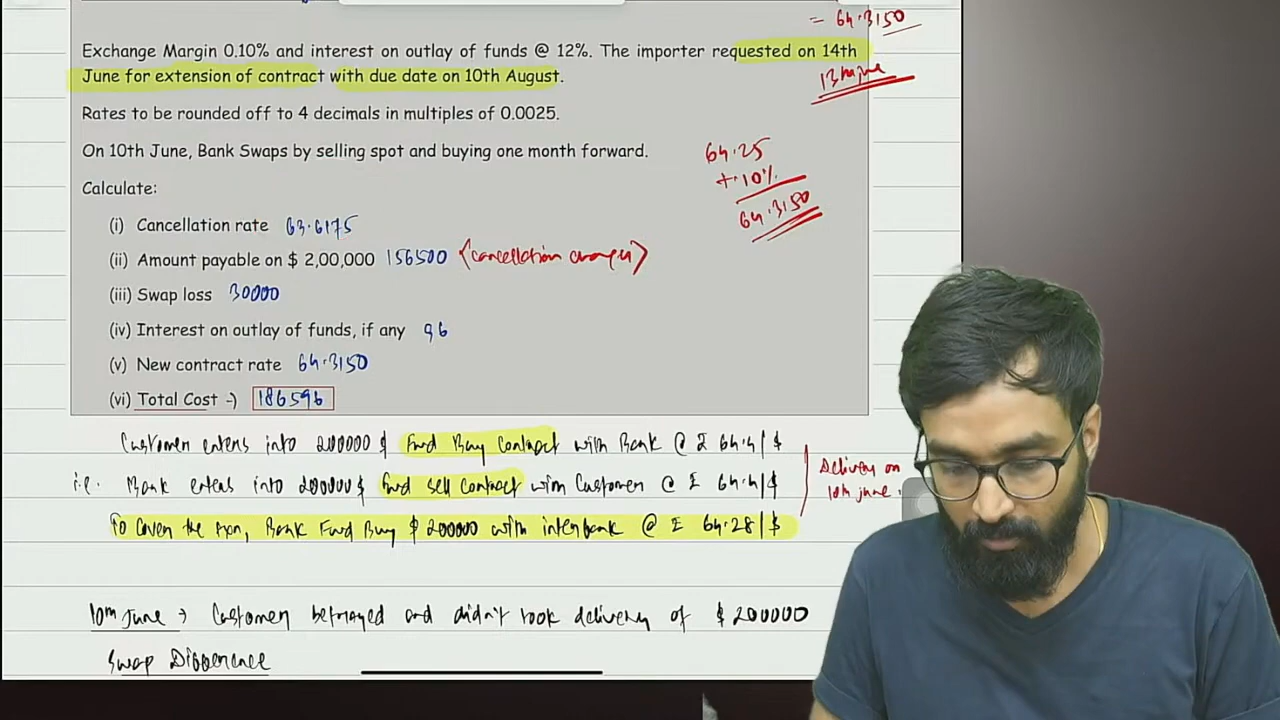 = 64.3150
Exchange Margin 0.10% and interest on outlay of funds @ 12%. The importer requested on 14th
June for extension of contract with due date on 10th August.
13th June
Rates to be rounded off to 4 decimals in multiples of 0.0025.
On 10th June, Bank Swaps by selling spot and buying one month forward.
64.25
+.10%
64.3150
Calculate:
(i) Cancellation rate 63.6175
(ii) Amount payable on $ 2,00,000 156500 (cancellation charges)
(iii) Swap loss 30000
(iv) Interest on outlay of funds, if any 96
(v) New contract rate 64.3150
(vi) Total Cost -) 186596
Customer enters into 200000 $ Fwd Buy Contract with Bank @ ₹ 64.4/$
i.e. Bank enters into 200000 $ Fwd sell Contract with Customer @ ₹ 64.4/$
Delivery on
10th june.
To Cover the Bank Fwd Buy $ 200000 with interbank @ ₹ 64.28/$
10th June → Customer betrayed and didn't took delivery of $ 200000
Swap Difference